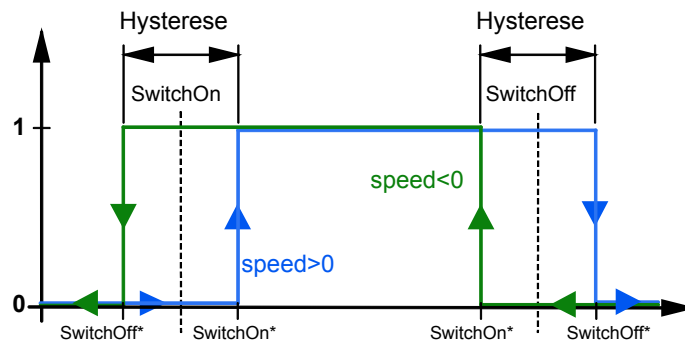 Hysterese
Hysterese
SwitchOn
SwitchOff
1
speed<0
speed>0
0
SwitchOff*
SwitchOn*
SwitchOn*
SwitchOff*